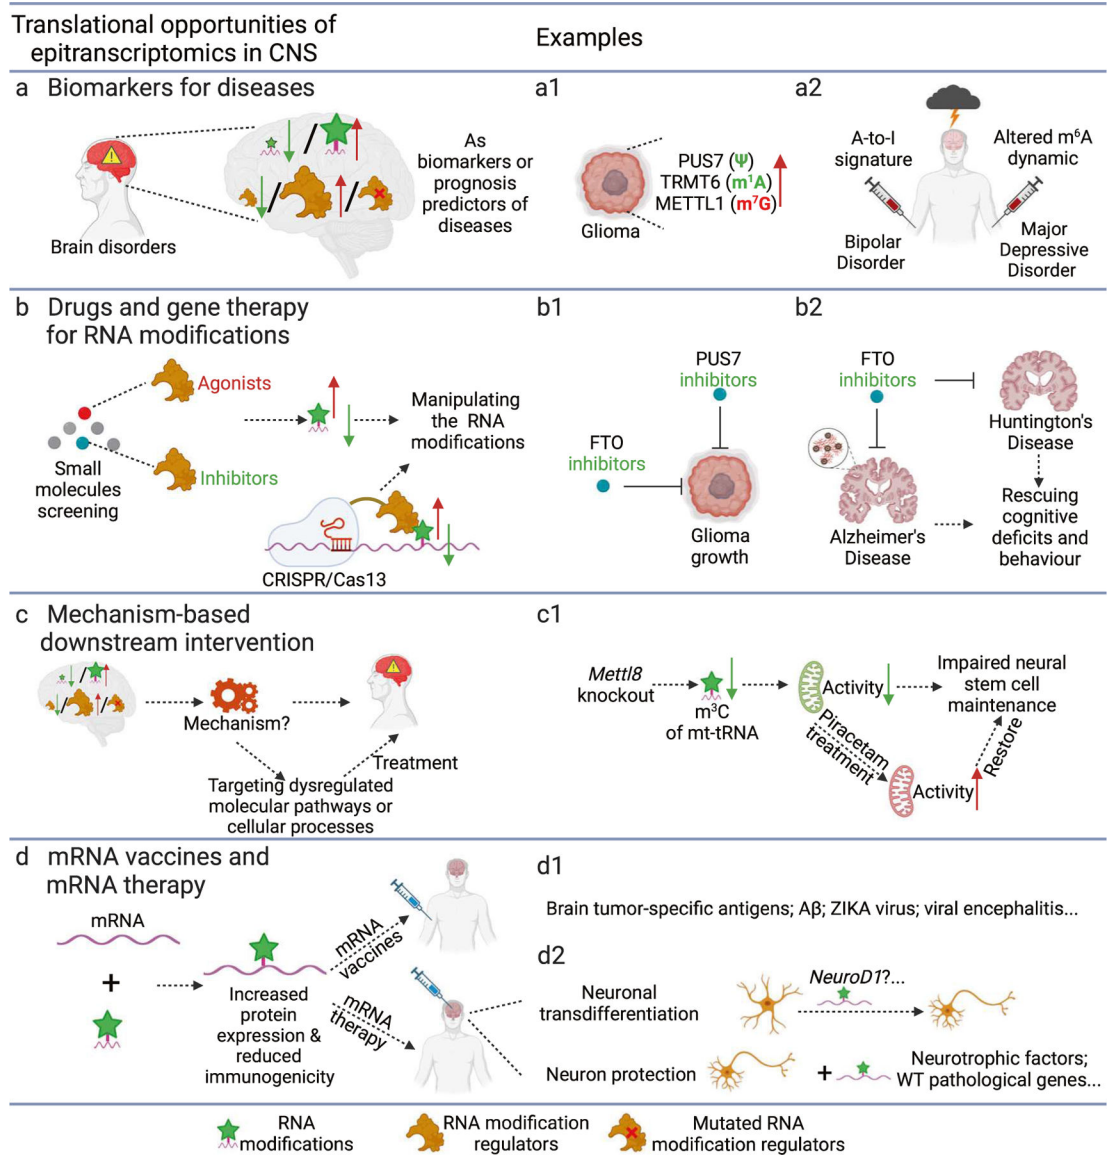 Translational opportunities of
epitranscriptomics in CNS
Examples
a Biomarkers for diseases
Brain disorders
As
biomarkers or
prognosis
predictors of
diseases
a1
Glioma
PUS7 (Ψ)
TRMT6 (m¹A)
METTL1 (m⁷G)
a2
A-to-I
signature
Altered m⁶A
dynamic
Bipolar
Disorder
Major
Depressive
Disorder
b Drugs and gene therapy
for RNA modifications
Agonists
Small
molecules
screening
Inhibitors
Manipulating
the RNA
modifications
CRISPR/Cas13
b1
PUS7
inhibitors
FTO
inhibitors
Glioma
growth
b2
FTO
inhibitors
Huntington's
Disease
Alzheimer's
Disease
Rescuing
cognitive
deficits and
behaviour
c Mechanism-based
downstream intervention
Mechanism?
Treatment
Targeting dysregulated
molecular pathways or
cellular processes
c1
Mettl8
knockout
m³C
of mt-tRNA
Activity
Impaired neural
stem cell
maintenance
Piracetam
treatment
Activity
Restore
d mRNA vaccines and
mRNA therapy
mRNA
+
Increased
protein
expression &
reduced
immunogenicity
mRNA
vaccines
mRNA
therapy
d1
Brain tumor-specific antigens; Aβ; ZIKA virus; viral encephalitis...
d2
Neuronal
transdifferentiation
NeuroD1?...
Neuron protection
+
Neurotrophic factors;
WT pathological genes...
RNA
modifications
RNA modification
regulators
Mutated RNA
modification regulators